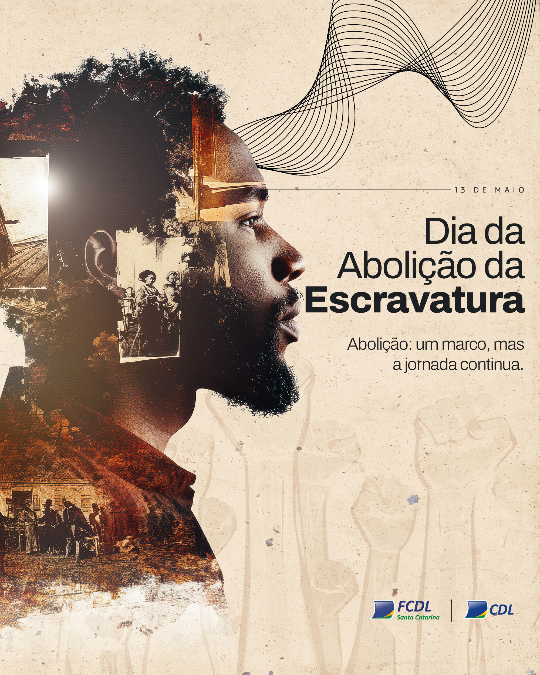 13 DE MAIO
Dia da
Abolição da
Escravatura
Abolição: um marco, mas
a jornada continua.
FCDL
Santa Catarina
CDL